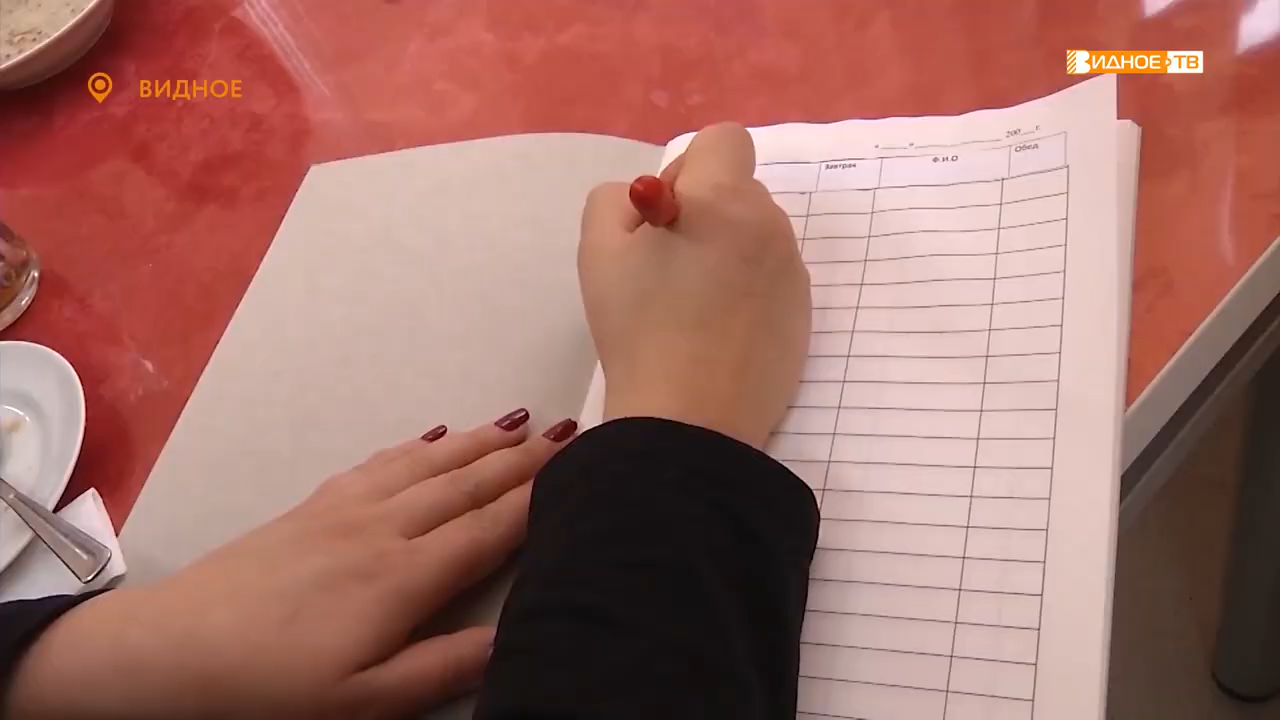 ВИДНОЕ
ВИДНОЕ ТВ
« » 200 г.
Завтрак Ф.И.О Обед